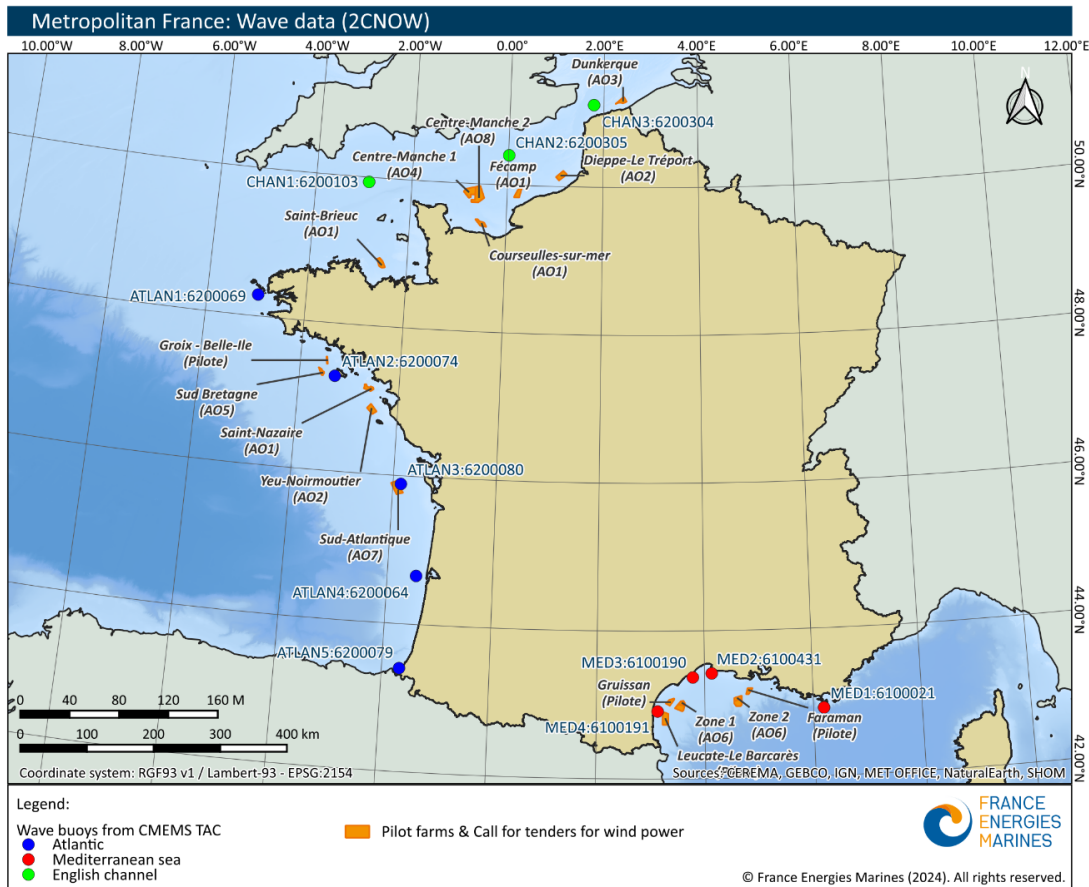 Metropolitan France: Wave data (2CNOW)
10.00°W 8.00°W 6.00°W 4.00°W 2.00°W 0.00° 2.00°E 4.00°E 6.00°E 8.00°E 10.00°E 12.00°E
Dunkerque
(AO3)
N
CHAN3:6200304
Centre-Manche 2
(AO8)
CHAN2:6200305
Centre-Manche 1
(AO4)
Fécamp
(AO1)
Dieppe-Le Tréport
(AO2)
50.00°N
CHAN1:6200103
Saint-Brieuc
(AO1)
Courseulles-sur-mer
(AO1)
ATLAN1:6200069
48.00°N
Groix - Belle-Ile
(Pilote)
ATLAN2:6200074
Sud Bretagne
(AO5)
Saint-Nazaire
(AO1)
46.00°N
ATLAN3:6200080
Yeu-Noirmoutier
(AO2)
Sud-Atlantique
(AO7)
ATLAN4:6200064
44.00°N
ATLAN5:6200079
MED3:6100190
MED2:6100431
Gruissan
(Pilote)
MED1:6100021
MED4:6100191
Zone 1
(AO6)
Zone 2
(AO6)
Faraman
(Pilote)
42.00°N
Leucate-Le Barcarès
0 40 80 120 160 M
0 100 200 300 400 km
Coordinate system: RGF93 v1 / Lambert-93 - EPSG:2154
Sources: CEREMA, GEBCO, IGN, MET OFFICE, NaturalEarth, SHOM
Legend:
Wave buoys from CMEMS TAC
Atlantic
Mediterranean sea
English channel
Pilot farms & Call for tenders for wind power
FRANCE
ENERGIES
MARINES
© France Energies Marines (2024). All rights reserved.